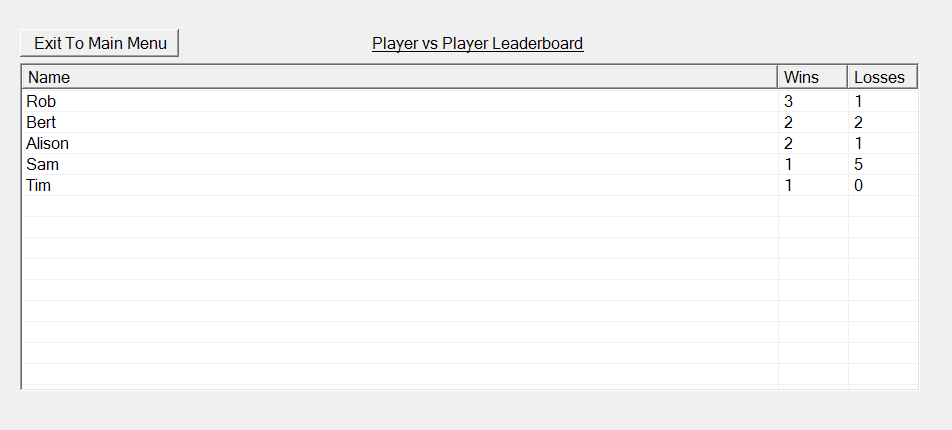 Exit To Main Menu Player vs Player Leaderboard
Name Wins Losses
Rob 3 1
Bert 2 2
Alison 2 1
Sam 1 5
Tim 1 0